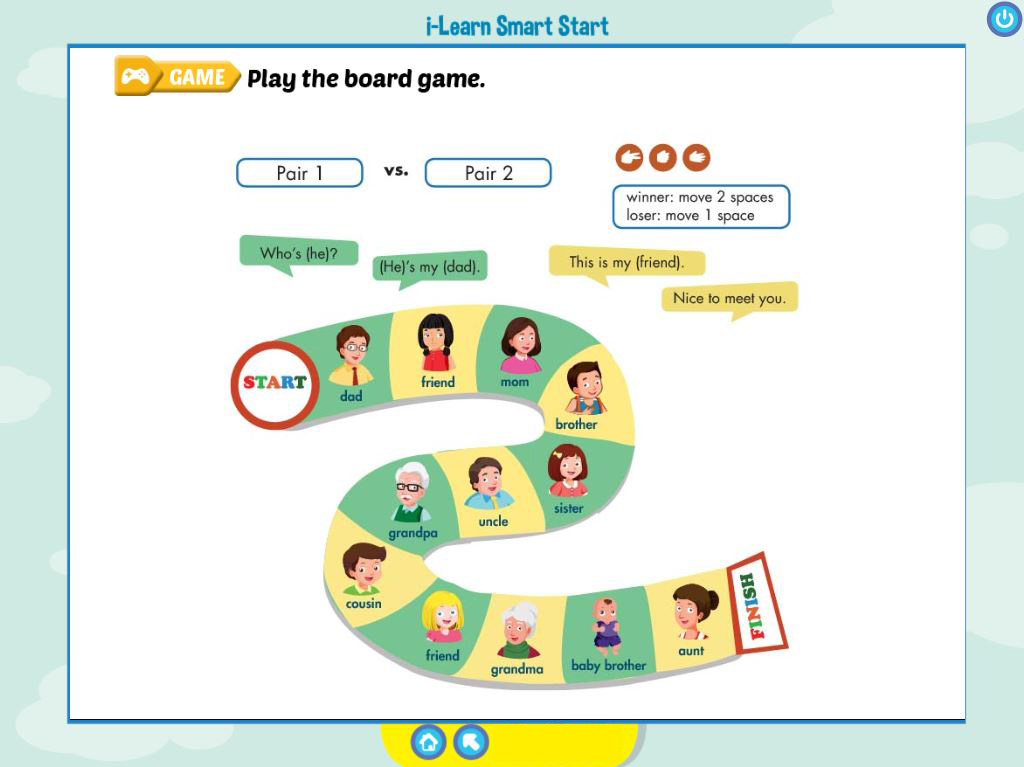 i-Learn Smart Start
GAME Play the board game.
Pair 1 vs. Pair 2
winner: move 2 spaces
loser: move 1 space
Who's (he)?
(He)'s my (dad).
This is my (friend).
Nice to meet you.
START
dad
friend
mom
brother
sister
uncle
grandpa
cousin
friend
grandma
baby brother
aunt
FINISH